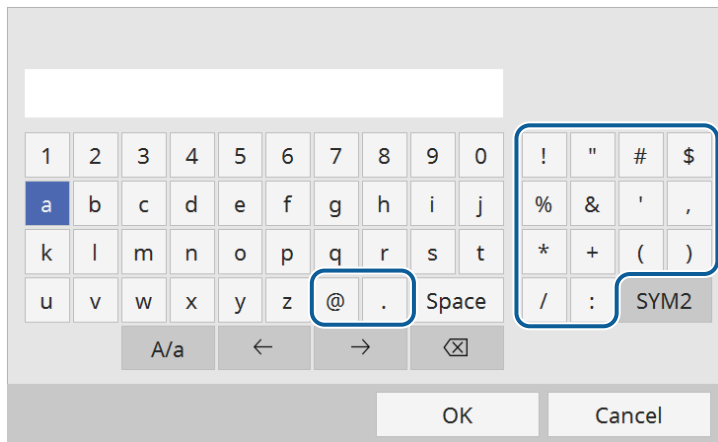 1 2 3 4 5 6 7 8 9 0 ! " # $
a b c d e f g h i j % & ' ,
k l m n o p q r s t * + ( )
u v w x y z @ . Space / : SYM2
A/a ← → ⌫
OK Cancel